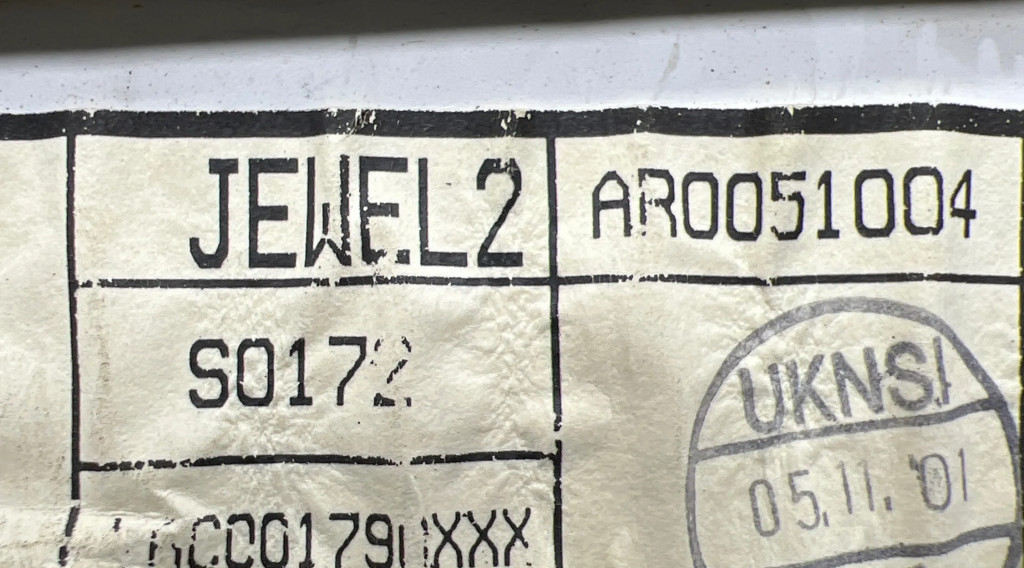 JEWEL2
AR0051004
S0172
UKNSI
05.11.'01